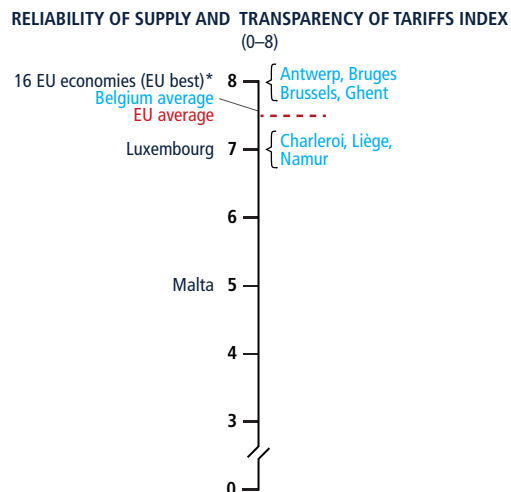 RELIABILITY OF SUPPLY AND TRANSPARENCY OF TARIFFS INDEX
(0–8)
16 EU economies (EU best)* 8 Antwerp, Bruges
Brussels, Ghent
Belgium average
EU average
Luxembourg 7 Charleroi, Liège,
Namur
6
Malta 5
4
3
0